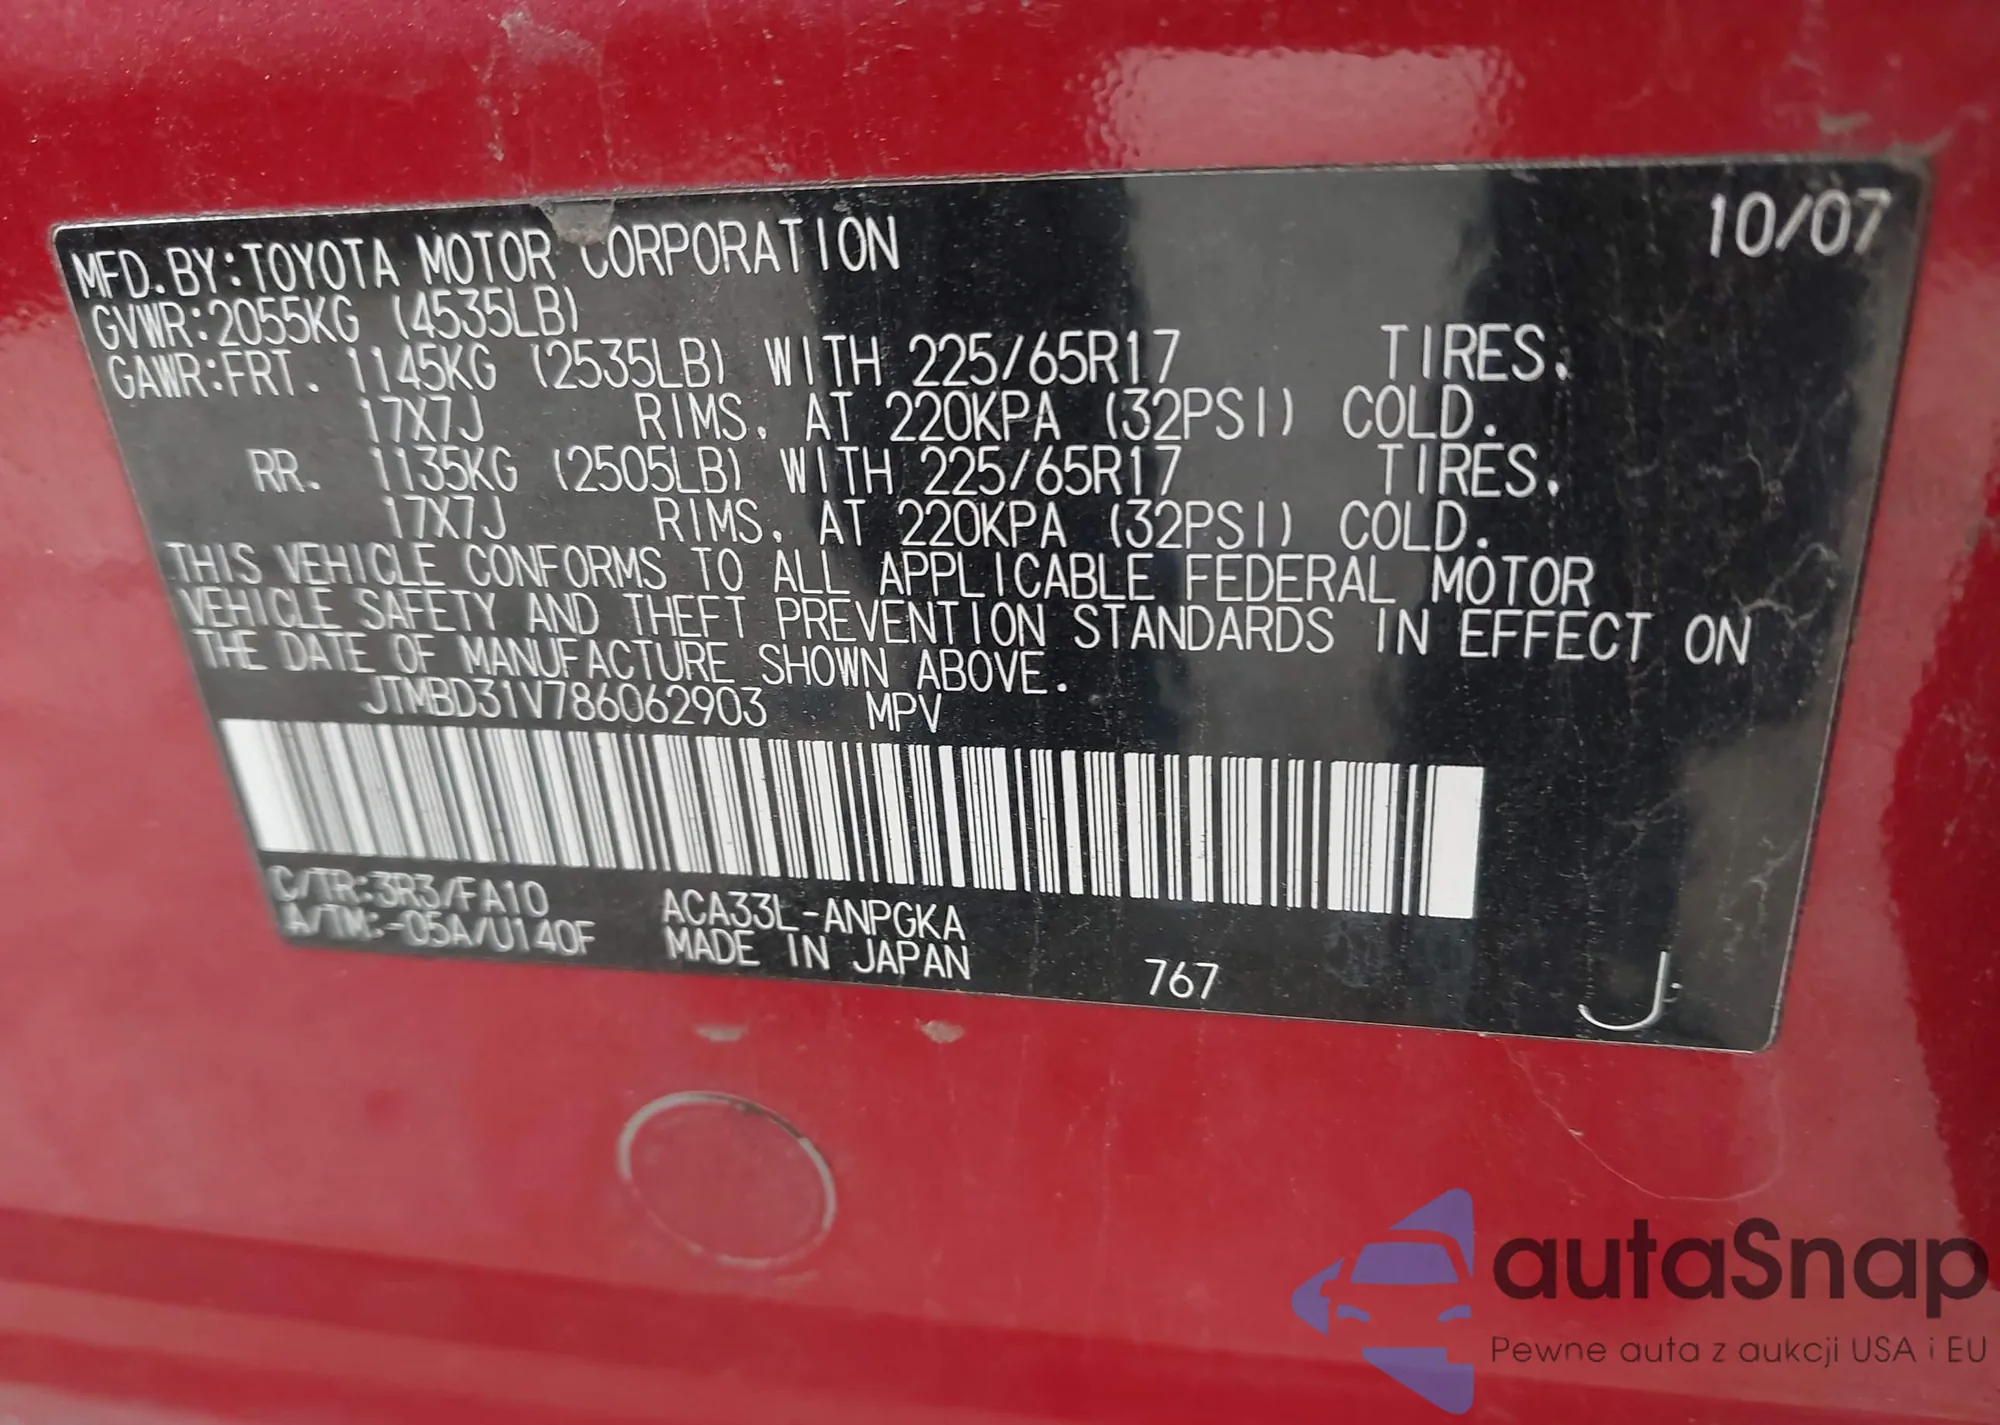 10/07
MFD. BY:TOYOTA MOTOR CORPORATION
GVWR:2055KG (4535LB)
GAWR:FRT. 1145KG (2535LB) WITH 225/65R17 TIRES,
17X7J RIMS, AT 220KPA (32PSI) COLD.
RR. 1135KG (2505LB) WITH 225/65R17 TIRES,
17X7J RIMS, AT 220KPA (32PSI) COLD.
THIS VEHICLE CONFORMS TO ALL APPLICABLE FEDERAL MOTOR
VEHICLE SAFETY AND THEFT PREVENTION STANDARDS IN EFFECT ON
THE DATE OF MANUFACTURE SHOWN ABOVE.
JTMBD31V786062903 MPV
C/TR:3R3/FA10 ACA33L-ANPGKA
A/TM:-05A/U140F MADE IN JAPAN
767 J
autaSnap
Pewne auta z aukcji USA i EU